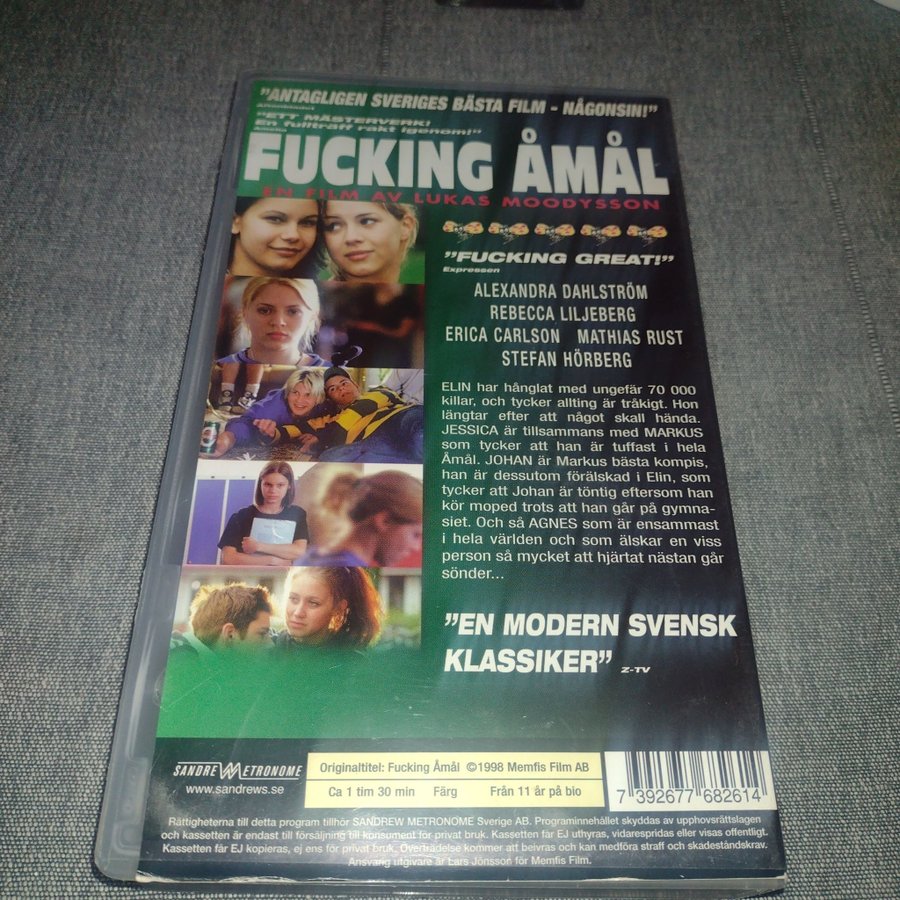 "ANTAGLIGEN SVERIGES BÄSTA FILM - NÅGONSIN!"
Aftonbladet
"ETT MÄSTERVERK!
En fullträff rakt igenom!"
Amelia
FUCKING ÅMÅL
EN FILM AV LUKAS MOODYSSON
"FUCKING GREAT!"
Expressen
ALEXANDRA DAHLSTRÖM
REBECCA LILJEBERG
ERICA CARLSON MATHIAS RUST
STEFAN HÖRBERG
ELIN har hånglat med ungefär 70 000
killar, och tycker allting är tråkigt. Hon
längtar efter att något skall hända.
JESSICA är tillsammans med MARKUS
som tycker att han är tuffast i hela
Åmål. JOHAN är Markus bästa kompis,
han är dessutom förälskad i Elin, som
tycker att Johan är töntig eftersom han
kör moped trots att han går på gymna-
siet. Och så AGNES som är ensammast
i hela världen och som älskar en viss
person så mycket att hjärtat nästan går
sönder...
"EN MODERN SVENSK
KLASSIKER" Z-TV
SANDREW METRONOME
www.sandrews.se
Originaltitel: Fucking Åmål ©1998 Memfis Film AB
Ca 1 tim 30 min Färg Från 11 år på bio
7 392677 682614
Rättigheterna till detta program tillhör SANDREW METRONOME Sverige AB. Programinnehållet skyddas av upphovsrättslagen
och kassetten är endast till försäljning till konsument för privat bruk. Kassetten får EJ uthyras, vidarespridas eller visas offentligt.
Kassetten får EJ kopieras, ej ens för privat bruk. Överträdelse kommer att beivras och kan medföra straff och skadeståndskrav.
Ansvarig utgivare är Lars Jönsson för Memfis Film.